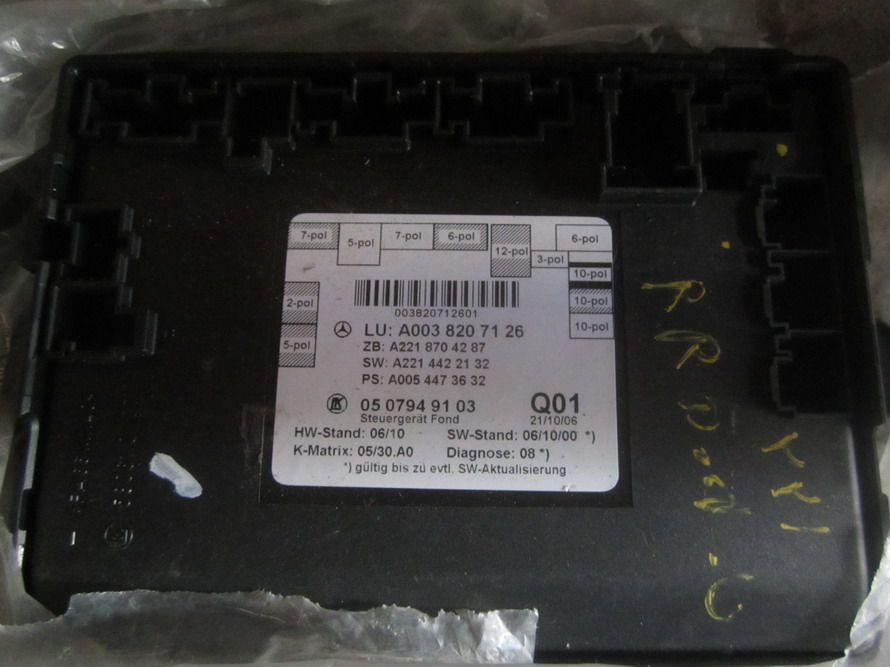 7-pol 5-pol 7-pol 6-pol 12-pol 3-pol 6-pol
10-pol
2-pol 10-pol
5-pol 10-pol
003820712601
LU: A003 820 71 26
ZB: A221 870 42 87
SW: A221 442 21 32
PS: A005 447 36 32
05 0794 91 03 Q01
Steuergerät Fond 21/10/06
HW-Stand: 06/10 SW-Stand: 06/10/00 *)
K-Matrix: 05/30.A0 Diagnose: 08 *)
*) gültig bis zu evtl. SW-Aktualisierung